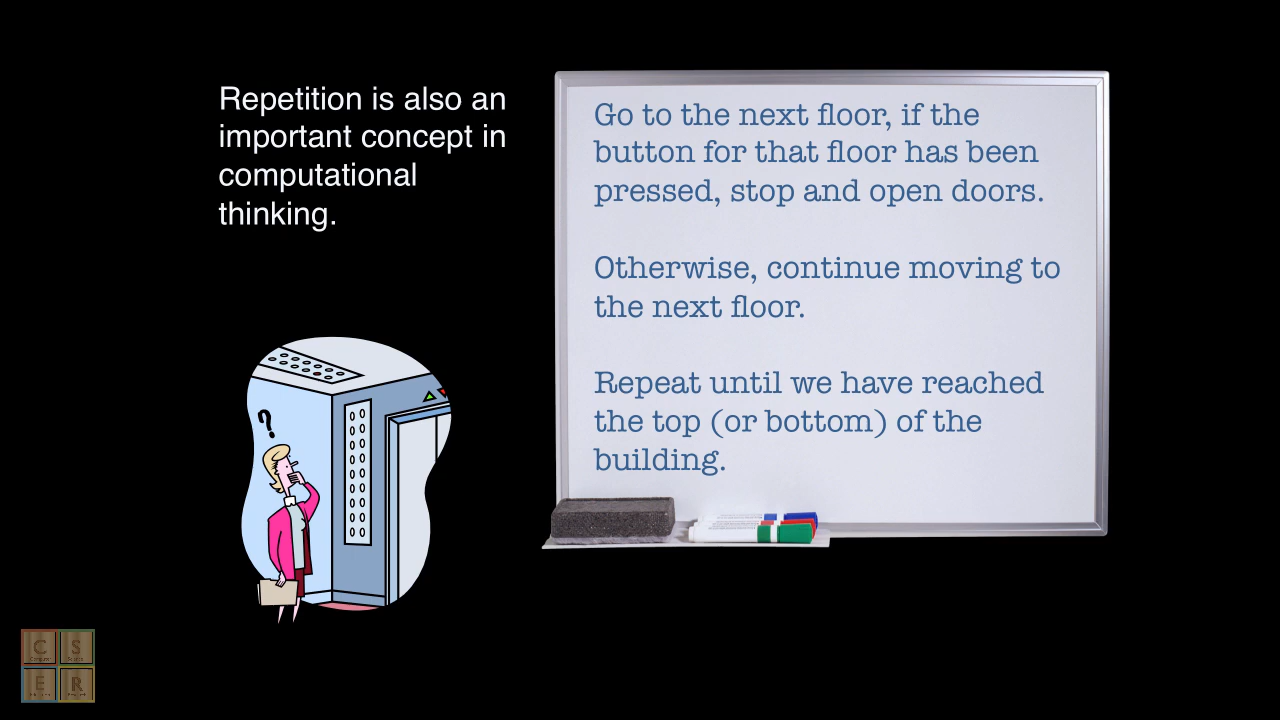 Repetition is also an
important concept in
computational
thinking.
Go to the next floor, if the
button for that floor has been
pressed, stop and open doors.
Otherwise, continue moving to
the next floor.
Repeat until we have reached
the top (or bottom) of the
building.
?
C S
E R